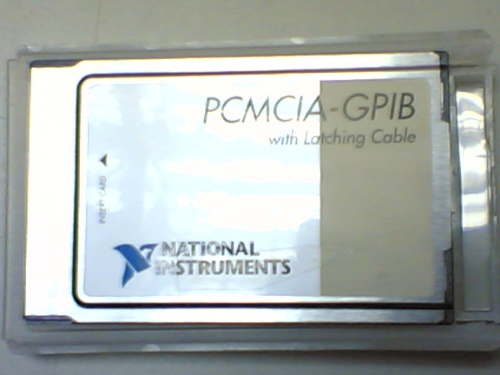 PCMCIA-GPIB
with Latching Cable
INSERT CARD
NATIONAL
INSTRUMENTS